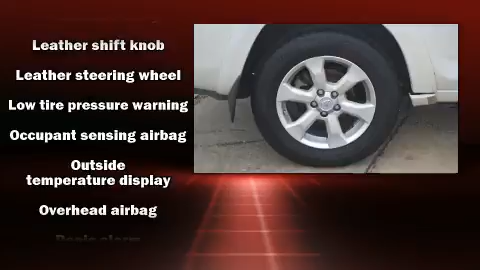 Leather shift knob
Leather steering wheel
Low tire pressure warning
Occupant sensing airbag
Outside
temperature display
Overhead airbag